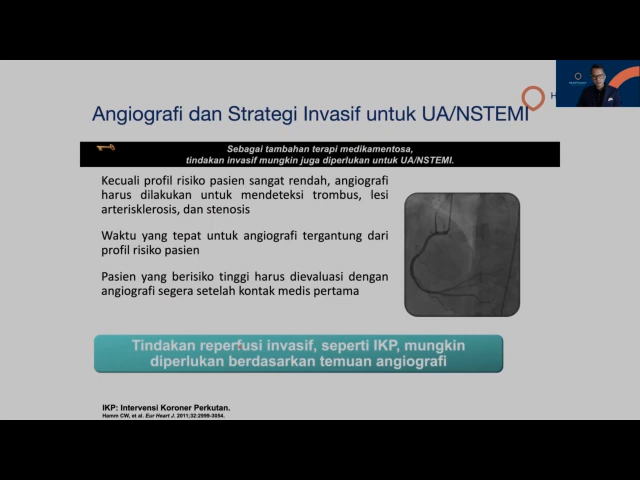 Angiografi dan Strategi Invasif untuk UA/NSTEMI
H
Sebagai tambahan terapi medikamentosa,
tindakan invasif mungkin juga diperlukan untuk UA/NSTEMI.
Kecuali profil risiko pasien sangat rendah, angiografi
harus dilakukan untuk mendeteksi trombus, lesi
arterisklerosis, dan stenosis
Waktu yang tepat untuk angiografi tergantung dari
profil risiko pasien
Pasien yang berisiko tinggi harus dievaluasi dengan
angiografi segera setelah kontak medis pertama
Tindakan reperfusi invasif, seperti IKP, mungkin
diperlukan berdasarkan temuan angiografi
IKP: Intervensi Koroner Perkutan.
Hamm CW, et al. Eur Heart J. 2011;32:2999-3054.